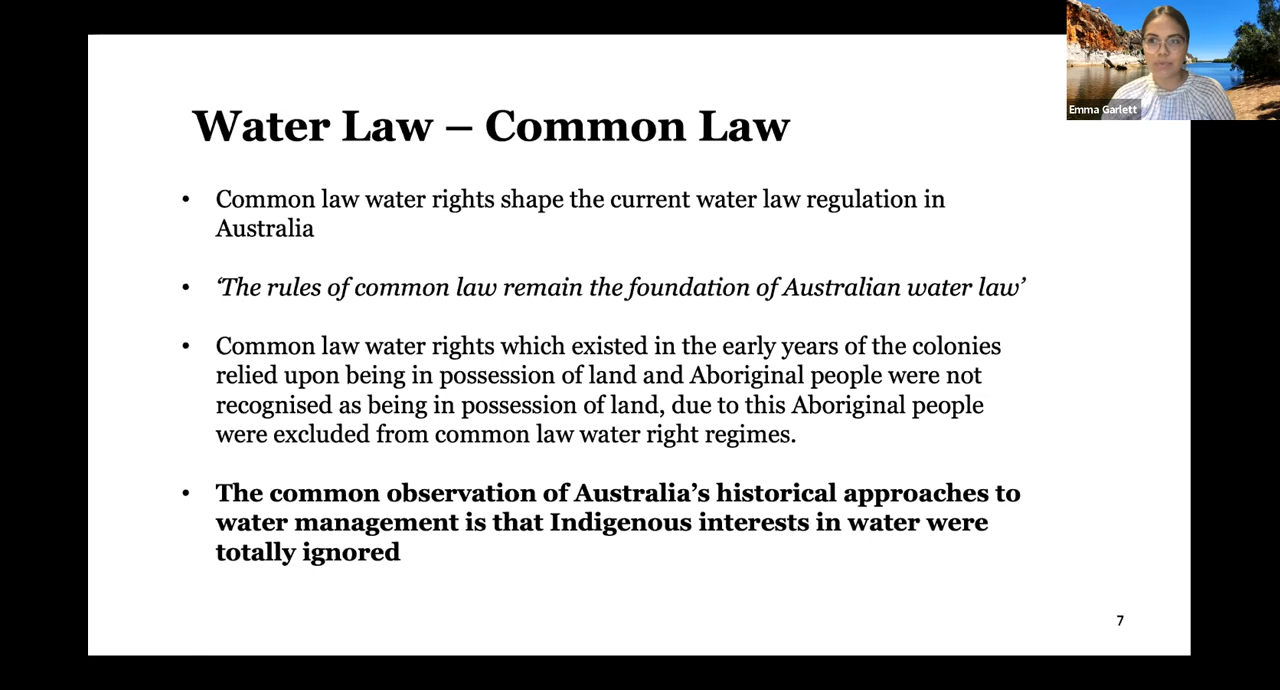 Emma Garlett
Water Law – Common Law
• Common law water rights shape the current water law regulation in
Australia
• ‘The rules of common law remain the foundation of Australian water law’
• Common law water rights which existed in the early years of the colonies
relied upon being in possession of land and Aboriginal people were not
recognised as being in possession of land, due to this Aboriginal people
were excluded from common law water right regimes.
• The common observation of Australia’s historical approaches to
water management is that Indigenous interests in water were
totally ignored
7